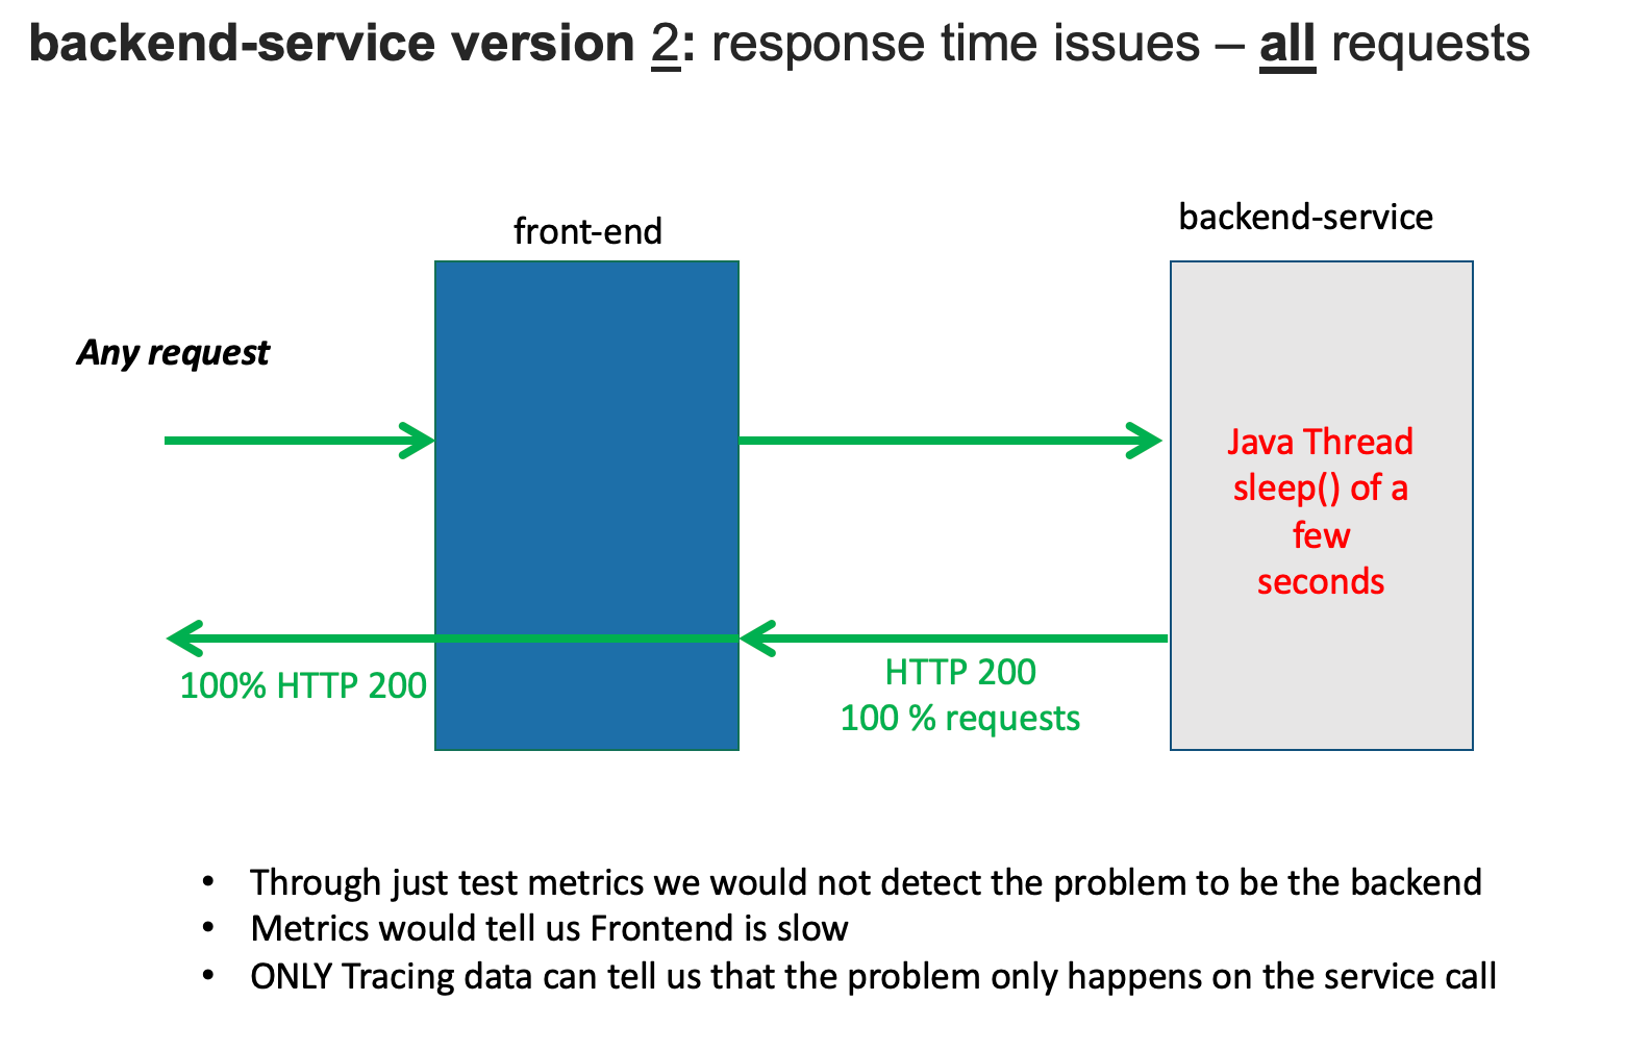 backend-service version 2: response time issues – all requests
front-end
backend-service
Any request
Java Thread
sleep() of a
few
seconds
100% HTTP 200
HTTP 200
100 % requests
• Through just test metrics we would not detect the problem to be the backend
• Metrics would tell us Frontend is slow
• ONLY Tracing data can tell us that the problem only happens on the service call